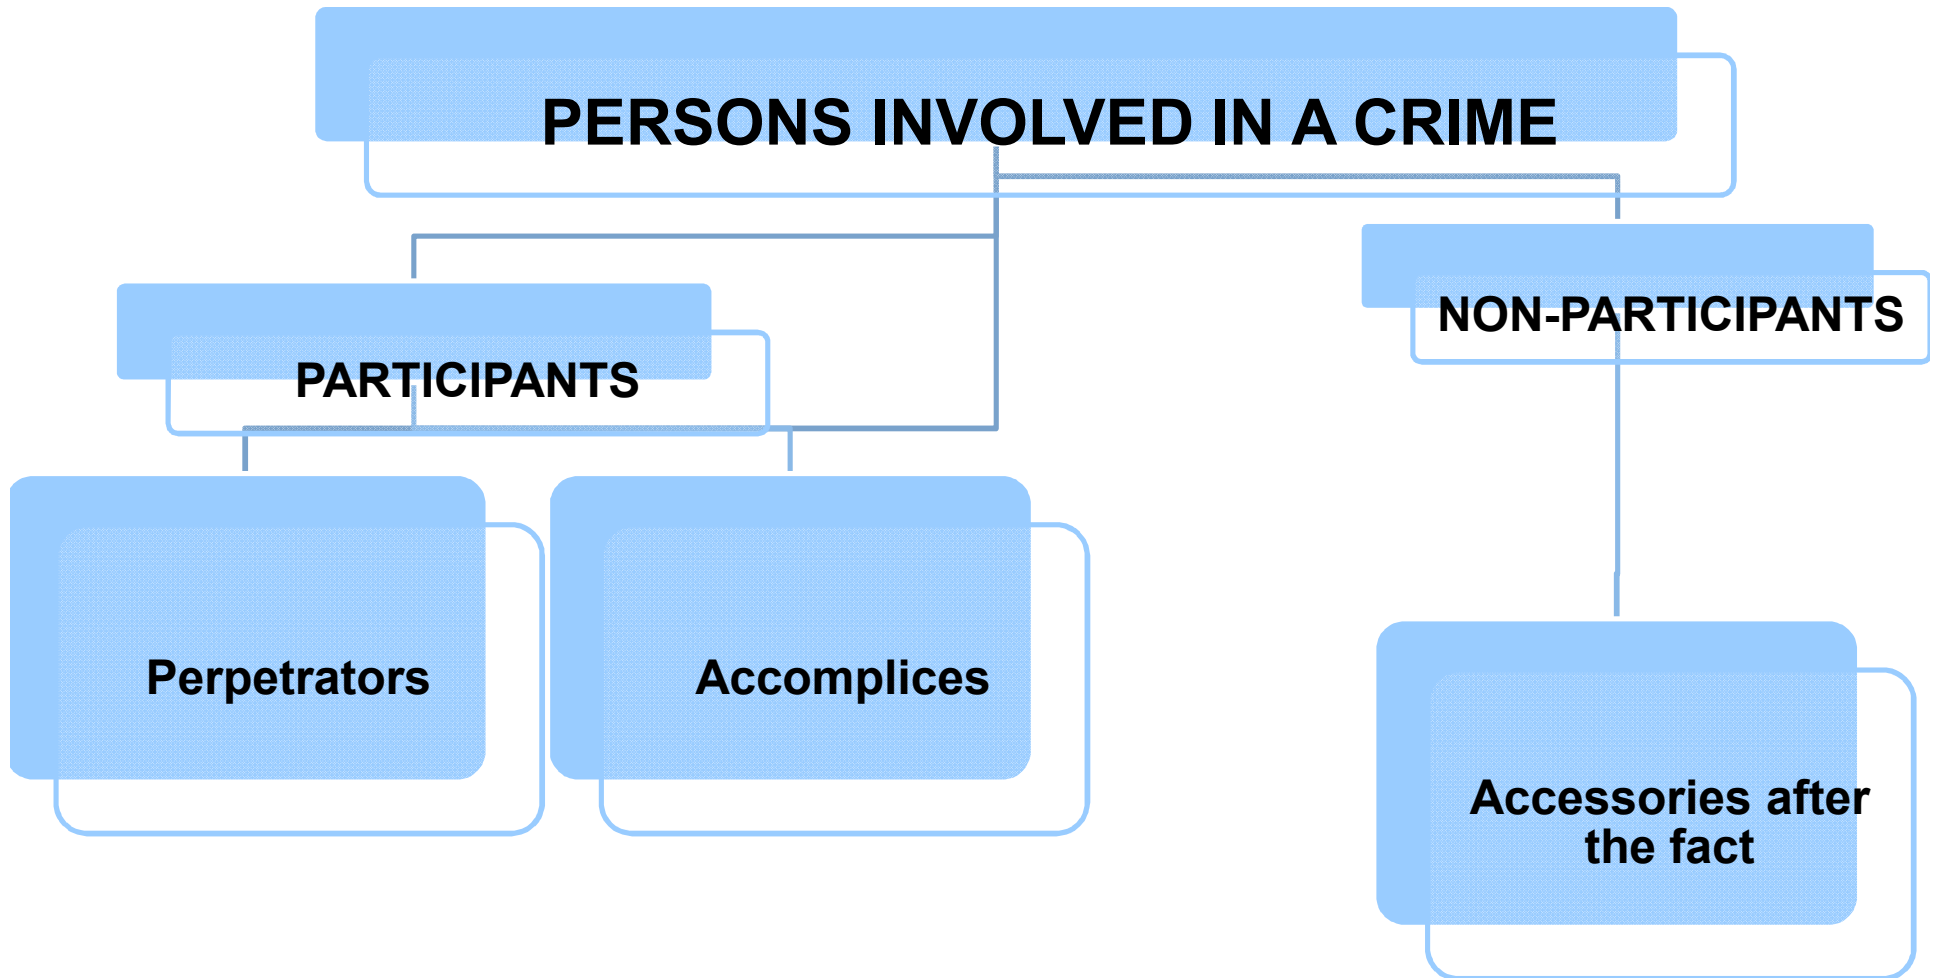 PERSONS INVOLVED IN A CRIME
PARTICIPANTS
NON-PARTICIPANTS
Perpetrators
Accomplices
Accessories after
the fact